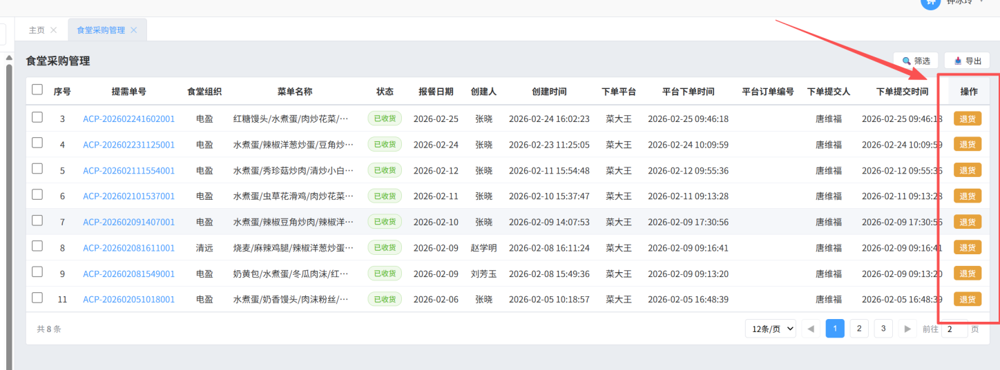 钟 钟冰玲
主页 × 食堂采购管理 ×
食堂采购管理 筛选 导出
序号 提需单号 食堂组织 菜单名称 状态 报餐日期 创建人 创建时间 下单平台 平台下单时间 平台订单编号 下单提交人 下单提交时间 操作
3 ACP-202602241602001 电盈 红糖馒头/水煮蛋/肉炒花菜/… 已收货 2026-02-25 张晓 2026-02-24 16:02:23 菜大王 2026-02-25 09:46:18 唐维福 2026-02-25 09:46:18 退货
4 ACP-202602231125001 电盈 水煮蛋/辣椒洋葱炒蛋/豆角炒… 已收货 2026-02-24 张晓 2026-02-23 11:25:05 菜大王 2026-02-24 10:09:59 唐维福 2026-02-24 10:09:59 退货
5 ACP-202602111554001 电盈 水煮蛋/秀珍菇炒肉/清炒小白… 已收货 2026-02-12 张晓 2026-02-11 15:54:48 菜大王 2026-02-12 09:55:36 唐维福 2026-02-12 09:55:36 退货
6 ACP-202602101537001 电盈 水煮蛋/虫草花滑鸡/肉炒花菜… 已收货 2026-02-11 张晓 2026-02-10 15:37:47 菜大王 2026-02-11 09:13:28 唐维福 2026-02-11 09:13:28 退货
7 ACP-202602091407001 电盈 水煮蛋/辣椒豆角炒肉/辣椒洋… 已收货 2026-02-10 张晓 2026-02-09 14:07:53 菜大王 2026-02-09 17:30:56 唐维福 2026-02-09 17:30:56 退货
8 ACP-202602081611001 清远 烧麦/麻辣鸡腿/辣椒洋葱炒蛋… 已收货 2026-02-09 赵学明 2026-02-08 16:11:24 菜大王 2026-02-09 09:16:41 唐维福 2026-02-09 09:16:41 退货
9 ACP-202602081549001 电盈 奶黄包/水煮蛋/冬瓜肉沫/红… 已收货 2026-02-09 刘芳玉 2026-02-08 15:49:36 菜大王 2026-02-09 09:13:20 唐维福 2026-02-09 09:13:20 退货
11 ACP-202602051018001 电盈 水煮蛋/奶香馒头/肉沫粉丝/… 已收货 2026-02-06 张晓 2026-02-05 10:18:57 菜大王 2026-02-05 16:48:39 唐维福 2026-02-05 16:48:39 退货
共 8 条 12条/页 1 2 3 前往 2 页